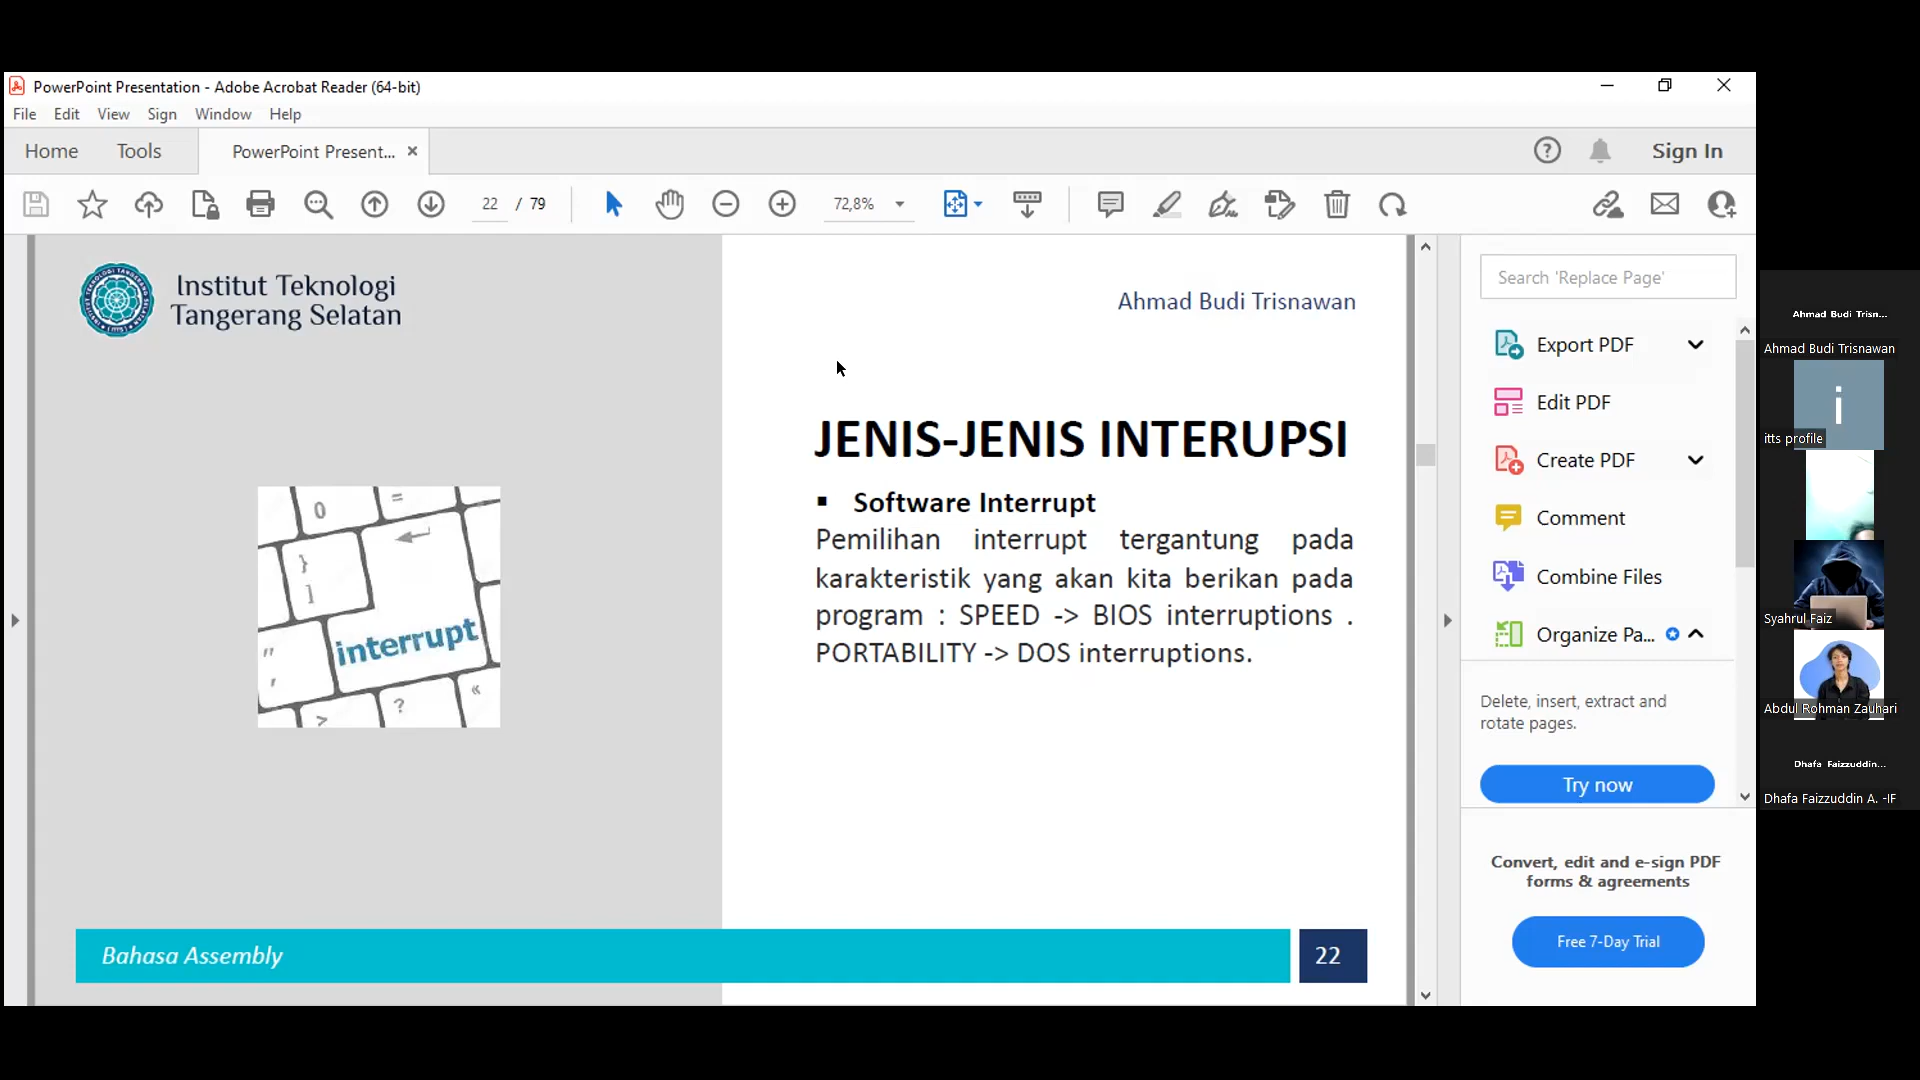 PowerPoint Presentation - Adobe Acrobat Reader (64-bit)
File Edit View Sign Window Help
Home Tools PowerPoint Present... ×
Sign In
22 / 79
72,8%
Institut Teknologi
Tangerang Selatan
Ahmad Budi Trisnawan
JENIS-JENIS INTERUPSI
▪ Software Interrupt
Pemilihan interrupt tergantung pada
karakteristik yang akan kita berikan pada
program : SPEED -> BIOS interruptions .
PORTABILITY -> DOS interruptions.
0 =
}
]
interrupt
"
,
> ? «
Bahasa Assembly
22
Search 'Replace Page'
Export PDF
Edit PDF
Create PDF
Comment
Combine Files
Organize Pa...
Delete, insert, extract and
rotate pages.
Try now
Convert, edit and e-sign PDF
forms & agreements
Free 7-Day Trial
Ahmad Budi Trisn...
Ahmad Budi Trisnawan
i
itts profile
Syahrul Faiz
Abdul Rohman Zauhari
Dhafa Faizzuddin...
Dhafa Faizzuddin A. -IF